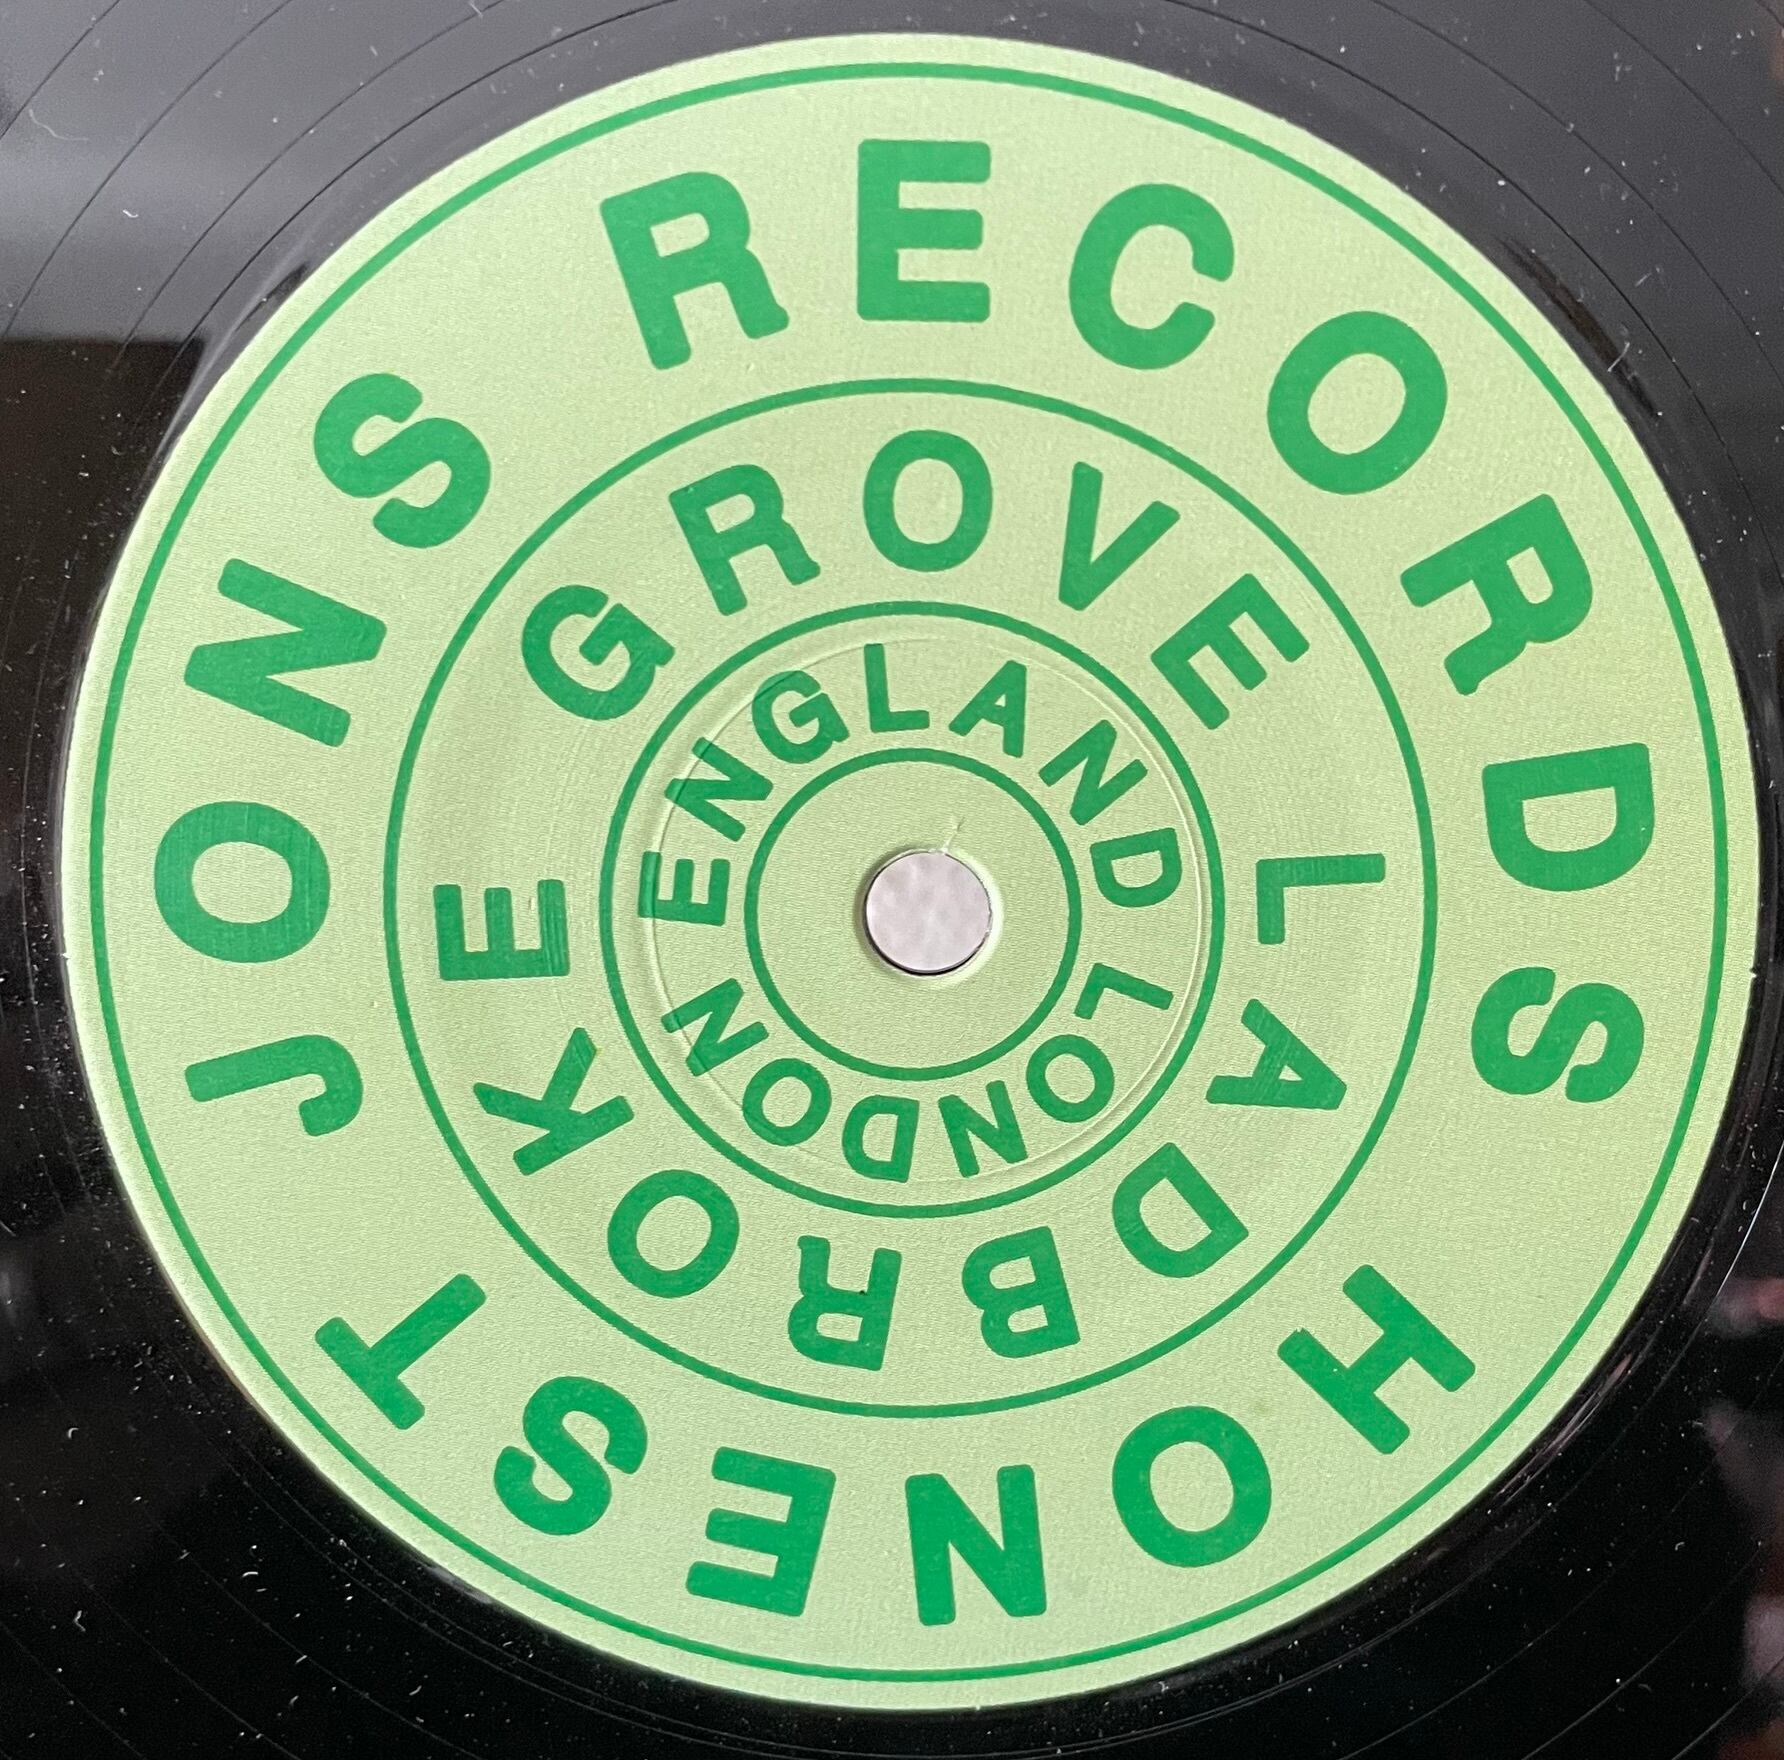 HONEST JONS RECORDS
LADBROKE GROVE
LONDON ENGLAND